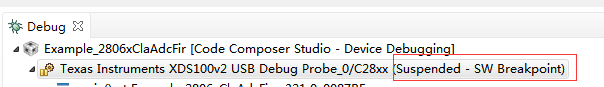 Debug
Example_2806xClaAdcFir [Code Composer Studio - Device Debugging]
Texas Instruments XDS100v2 USB Debug Probe_0/C28xx (Suspended - SW Breakpoint)